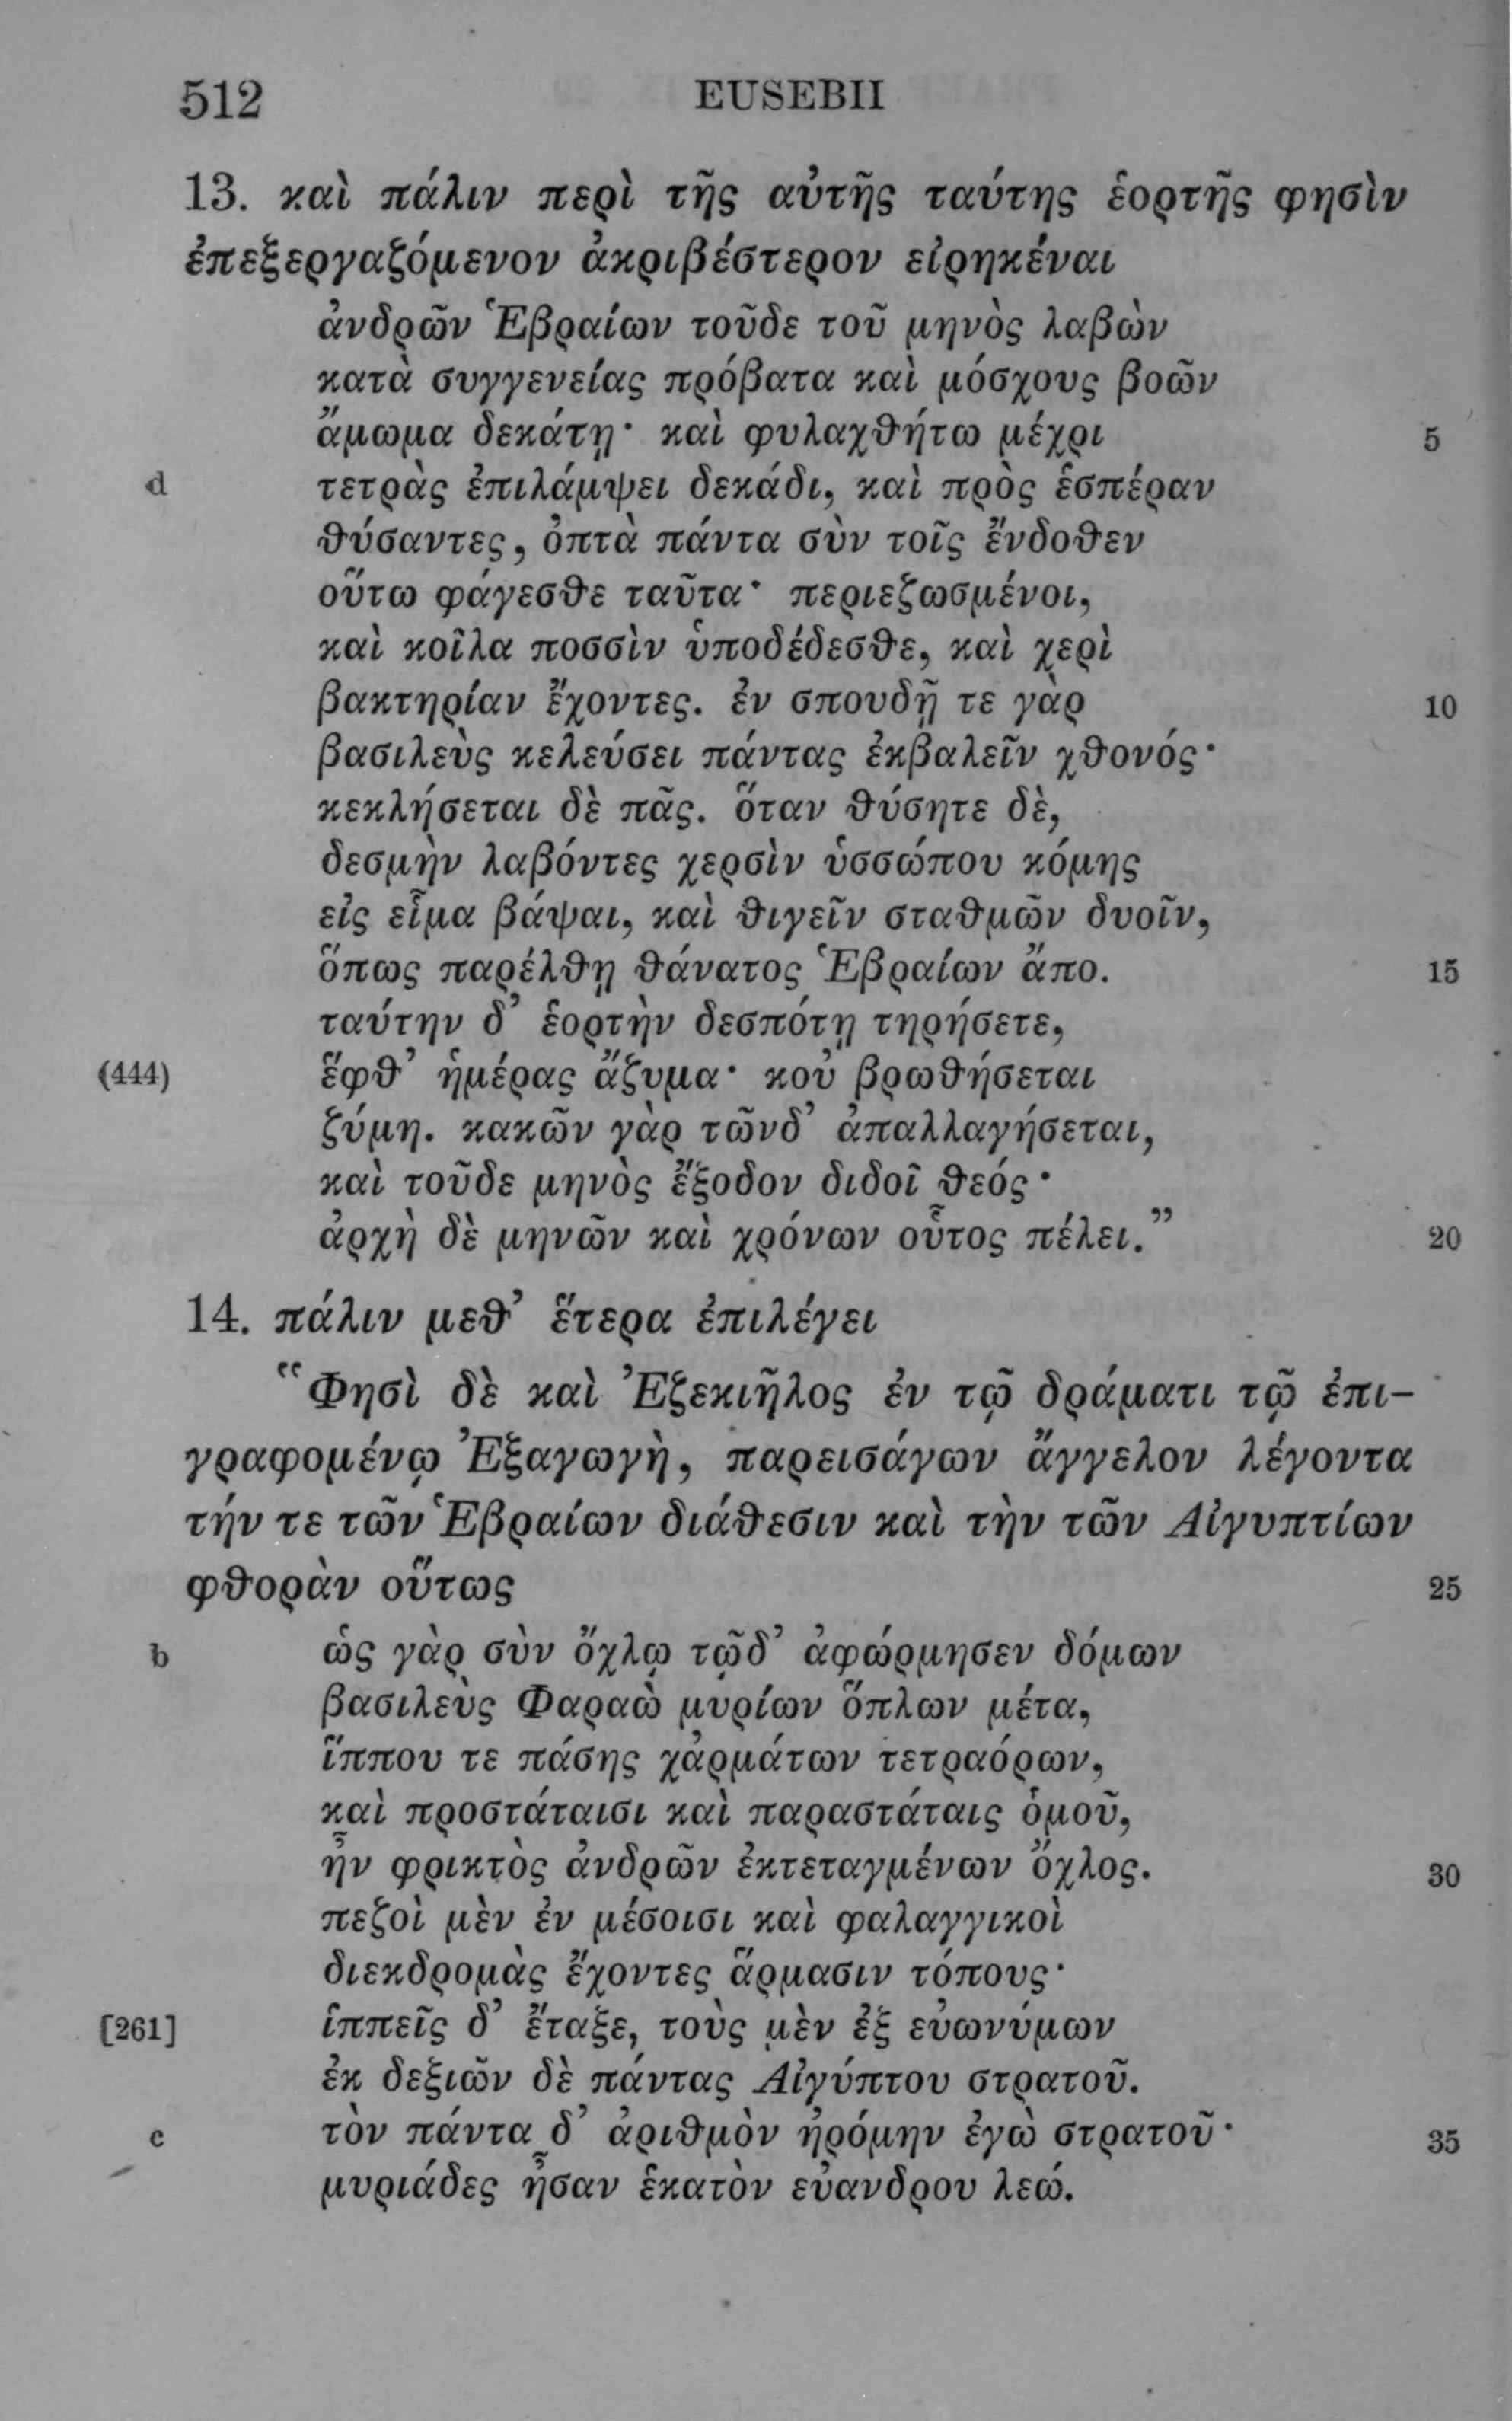 512 EUSEBII
13. καὶ πάλιν περὶ τῆς αὐτῆς ταύτης ἑορτῆς φησὶν
ἐπεξεργαζόμενον ἀκριβέστερον εἰρηκέναι
ἀνδρῶν Ἑβραίων τοῦδε τοῦ μηνὸς λαβὼν
κατὰ συγγενείας πρόβατα καὶ μόσχους βοῶν
ἄμωμα δεκάτῃ· καὶ φυλαχθήτω μέχρι 5
d τετρὰς ἐπιλάμψει δεκάδι, καὶ πρὸς ἑσπέραν
θύσαντες, ὀπτὰ πάντα σὺν τοῖς ἔνδοθεν
οὕτω φάγεσθε ταῦτα· περιεζωσμένοι,
καὶ κοῖλα ποσσὶν ὑποδέδεσθε, καὶ χερὶ
βακτηρίαν ἔχοντες. ἐν σπουδῇ τε γὰρ 10
βασιλεὺς κελεύσει πάντας ἐκβαλεῖν χθονός·
κεκλήσεται δὲ πᾶς. ὅταν θύσητε δὲ,
δεσμὴν λαβόντες χερσὶν ὑσσώπου κόμης
εἰς εἷμα βάψαι, καὶ θιγεῖν σταθμῶν δυοῖν,
ὅπως παρέλθῃ θάνατος Ἑβραίων ἄπο. 15
ταύτην δ’ ἑορτὴν δεσπότῃ τηρήσετε,
(444) ἕφθ’ ἡμέρας ἄζυμα· κοὐ βρωθήσεται
ζύμη. κακῶν γὰρ τῶνδ’ ἀπαλλαγήσεται,
καὶ τοῦδε μηνὸς ἔξοδον διδοῖ θεός·
ἀρχὴ δὲ μηνῶν καὶ χρόνων οὗτος πέλει.” 20
14. πάλιν μεθ’ ἕτερα ἐπιλέγει
“Φησὶ δὲ καὶ Ἐζεκιῆλος ἐν τῷ δράματι τῷ ἐπι-
γραφομένῳ Ἐξαγωγὴ, παρεισάγων ἄγγελον λέγοντα
τήν τε τῶν Ἑβραίων διάθεσιν καὶ τὴν τῶν Αἰγυπτίων
φθορὰν οὕτως 25
b ὡς γὰρ σὺν ὄχλῳ τῷδ’ ἀφώρμησεν δόμων
βασιλεὺς Φαραὼ μυρίων ὅπλων μέτα,
ἵππου τε πάσης χἁρμάτων τετραόρων,
καὶ προστάταισι καὶ παραστάταις ὁμοῦ,
ἦν φρικτὸς ἀνδρῶν ἐκτεταγμένων ὄχλος. 30
πεζοὶ μὲν ἐν μέσοισι καὶ φαλαγγικοὶ
διεκδρομὰς ἔχοντες ἅρμασιν τόπους·
[261] ἱππεῖς δ’ ἔταξε, τοὺς μὲν ἐξ εὐωνύμων
ἐκ δεξιῶν δὲ πάντας Αἰγύπτου στρατοῦ.
c τὸν πάντα δ’ ἀριθμὸν ἠρόμην ἐγὼ στρατοῦ· 35
μυριάδες ἦσαν ἑκατὸν εὐανδρου λεώ.